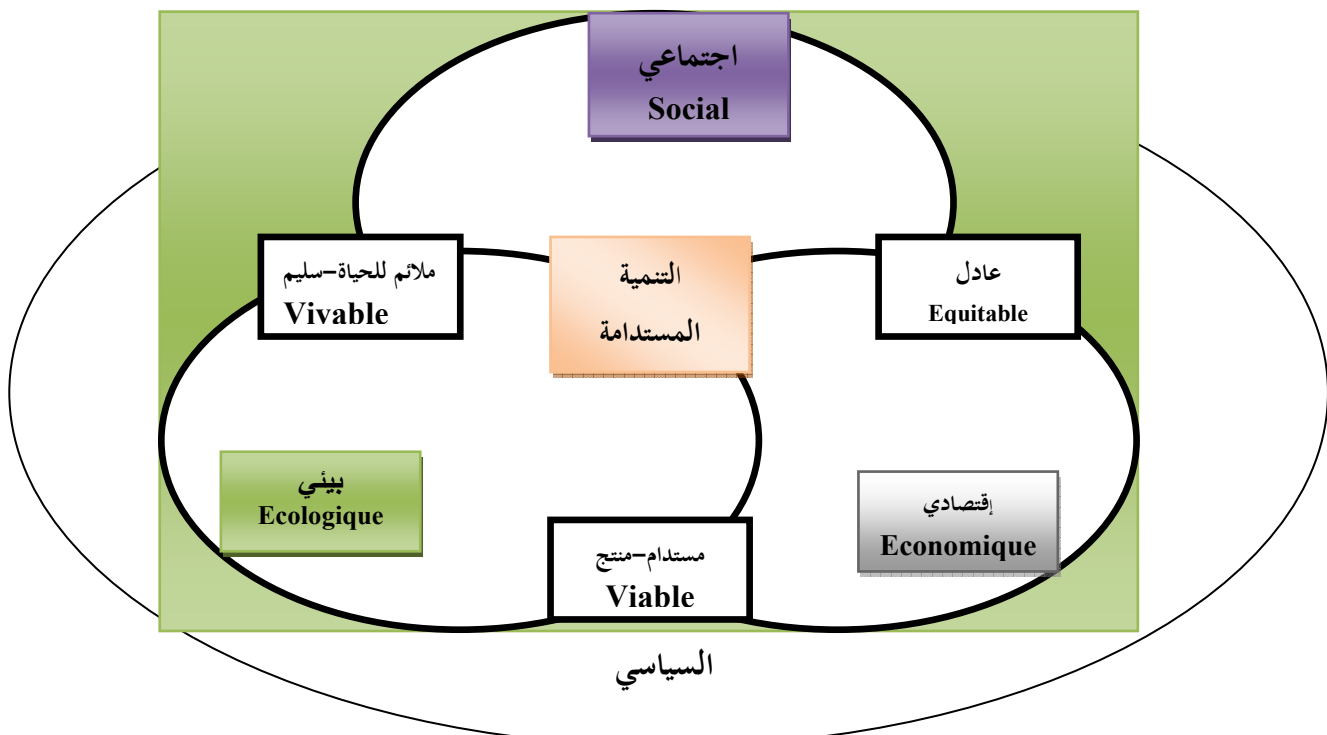 اجتماعي
Social
ملائم للحياة–سليم
Vivable
التنمية
المستدامة
عادل
Equitable
بيئي
Ecologique
إقتصادي
Economique
مستدام–منتج
Viable
السياسي